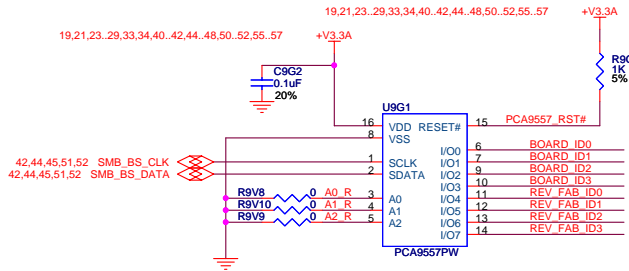 19,21,23..29,33,34,40..42,44..48,50..52,55..57 +V3.3A
19,21,23..29,33,34,40..42,44..48,50..52,55..57 +V3.3A
C9G2
0.1uF
20%
1K
5%
U9G1
16 VDD RESET# 15 PCA9557_RST#
8 VSS
I/O0 6 BOARD_ID0
42,44,45,51,52 SMB_BS_CLK 1 SCLK I/O1 7 BOARD_ID1
42,44,45,51,52 SMB_BS_DATA 2 SDATA I/O2 9 BOARD_ID2
I/O3 10 BOARD_ID3
R9V8 0 A0_R 3 A0 I/O4 11 REV_FAB_ID0
R9V10 0 A1_R 4 A1 I/O5 12 REV_FAB_ID1
R9V9 0 A2_R 5 A2 I/O6 13 REV_FAB_ID2
I/O7 14 REV_FAB_ID3
PCA9557PW